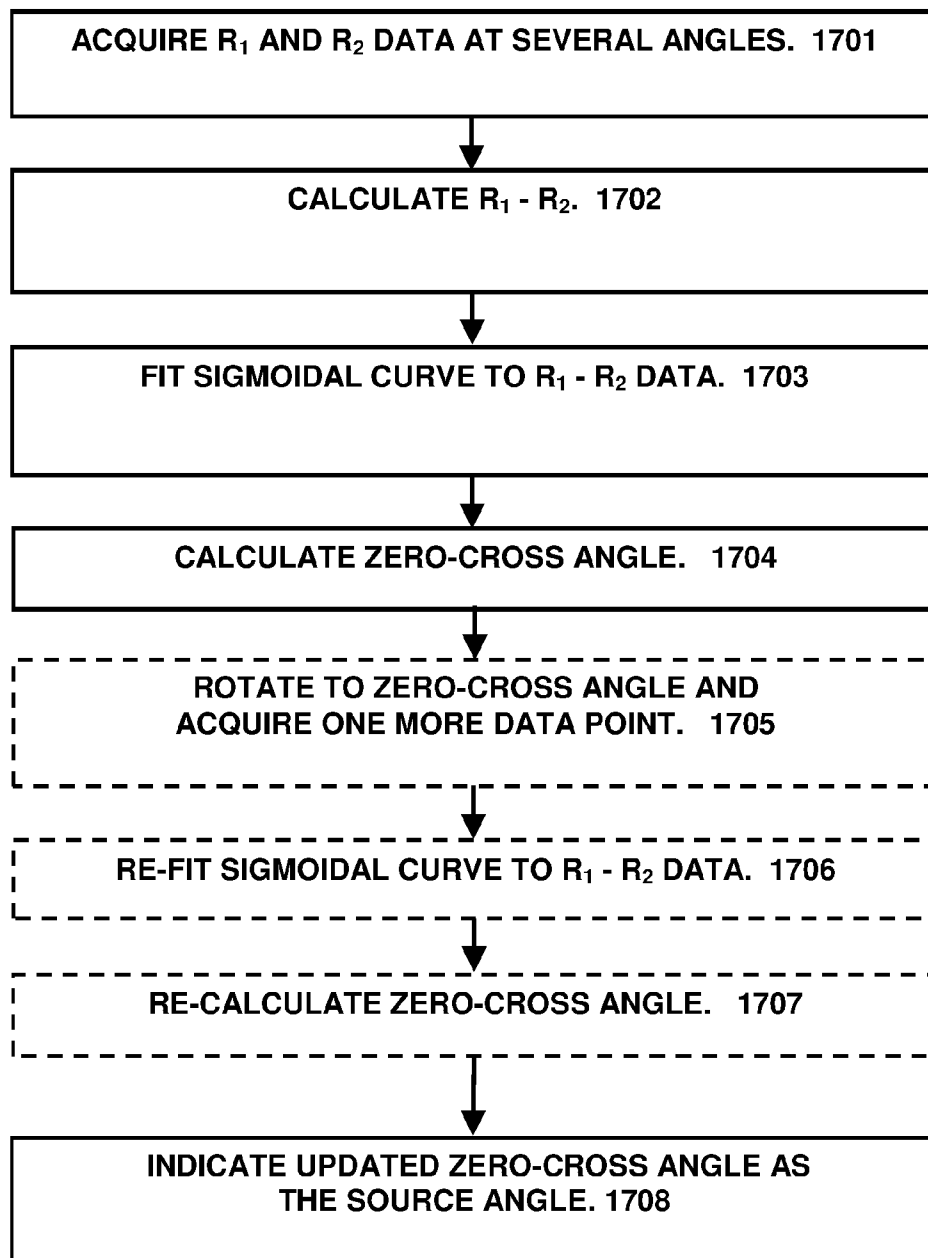 ACQUIRE R₁ AND R₂ DATA AT SEVERAL ANGLES. 1701
CALCULATE R₁ - R₂. 1702
FIT SIGMOIDAL CURVE TO R₁ - R₂ DATA. 1703
CALCULATE ZERO-CROSS ANGLE. 1704
ROTATE TO ZERO-CROSS ANGLE AND
ACQUIRE ONE MORE DATA POINT. 1705
RE-FIT SIGMOIDAL CURVE TO R₁ - R₂ DATA. 1706
RE-CALCULATE ZERO-CROSS ANGLE. 1707
INDICATE UPDATED ZERO-CROSS ANGLE AS
THE SOURCE ANGLE. 1708